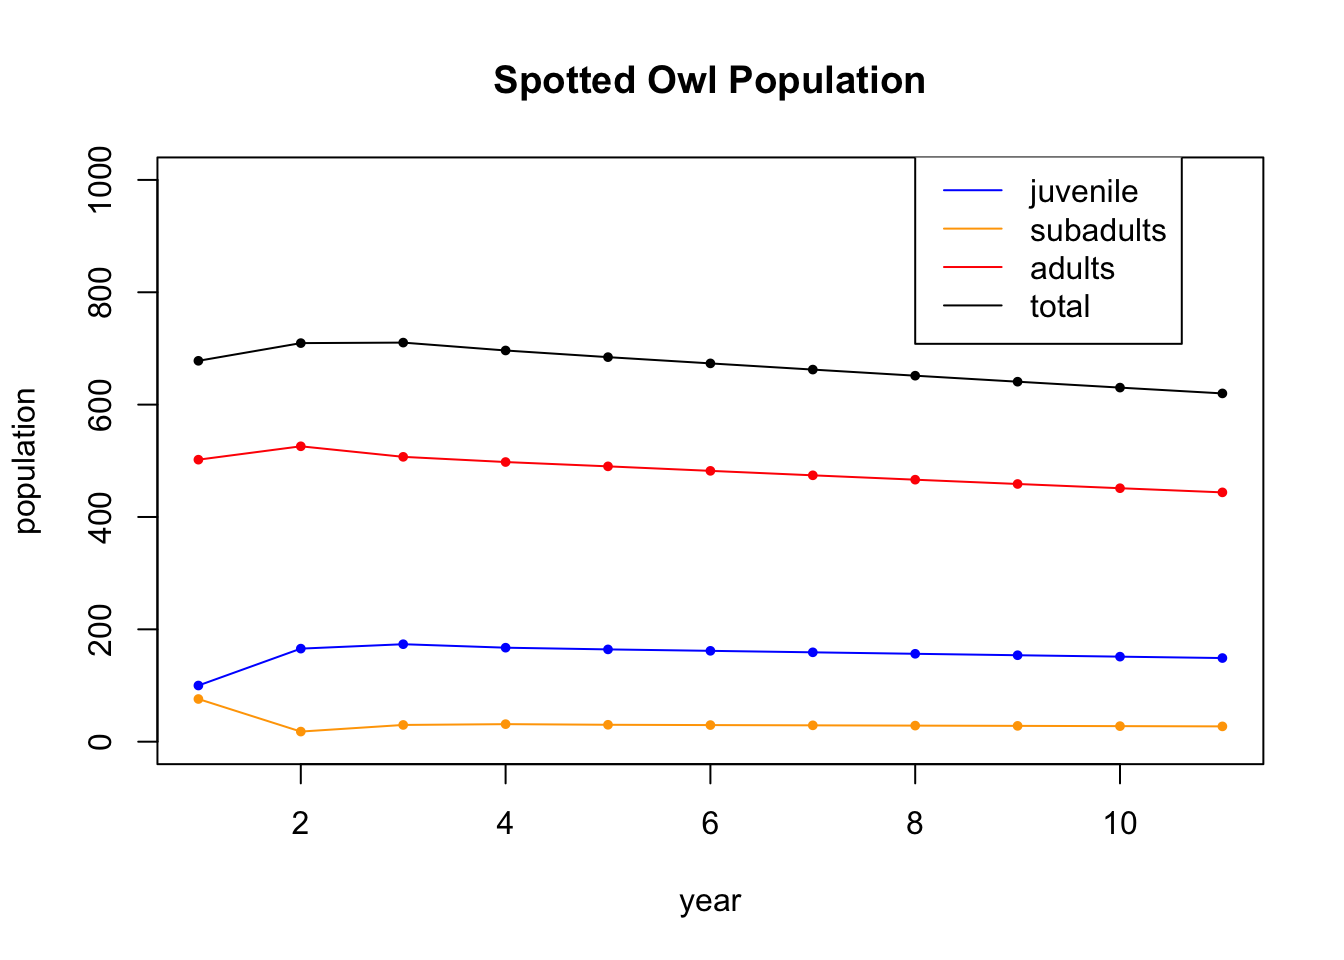 Spotted Owl Population
juvenile
subadults
adults
total
population
1000
800
600
400
200
0
2 4 6 8 10
year